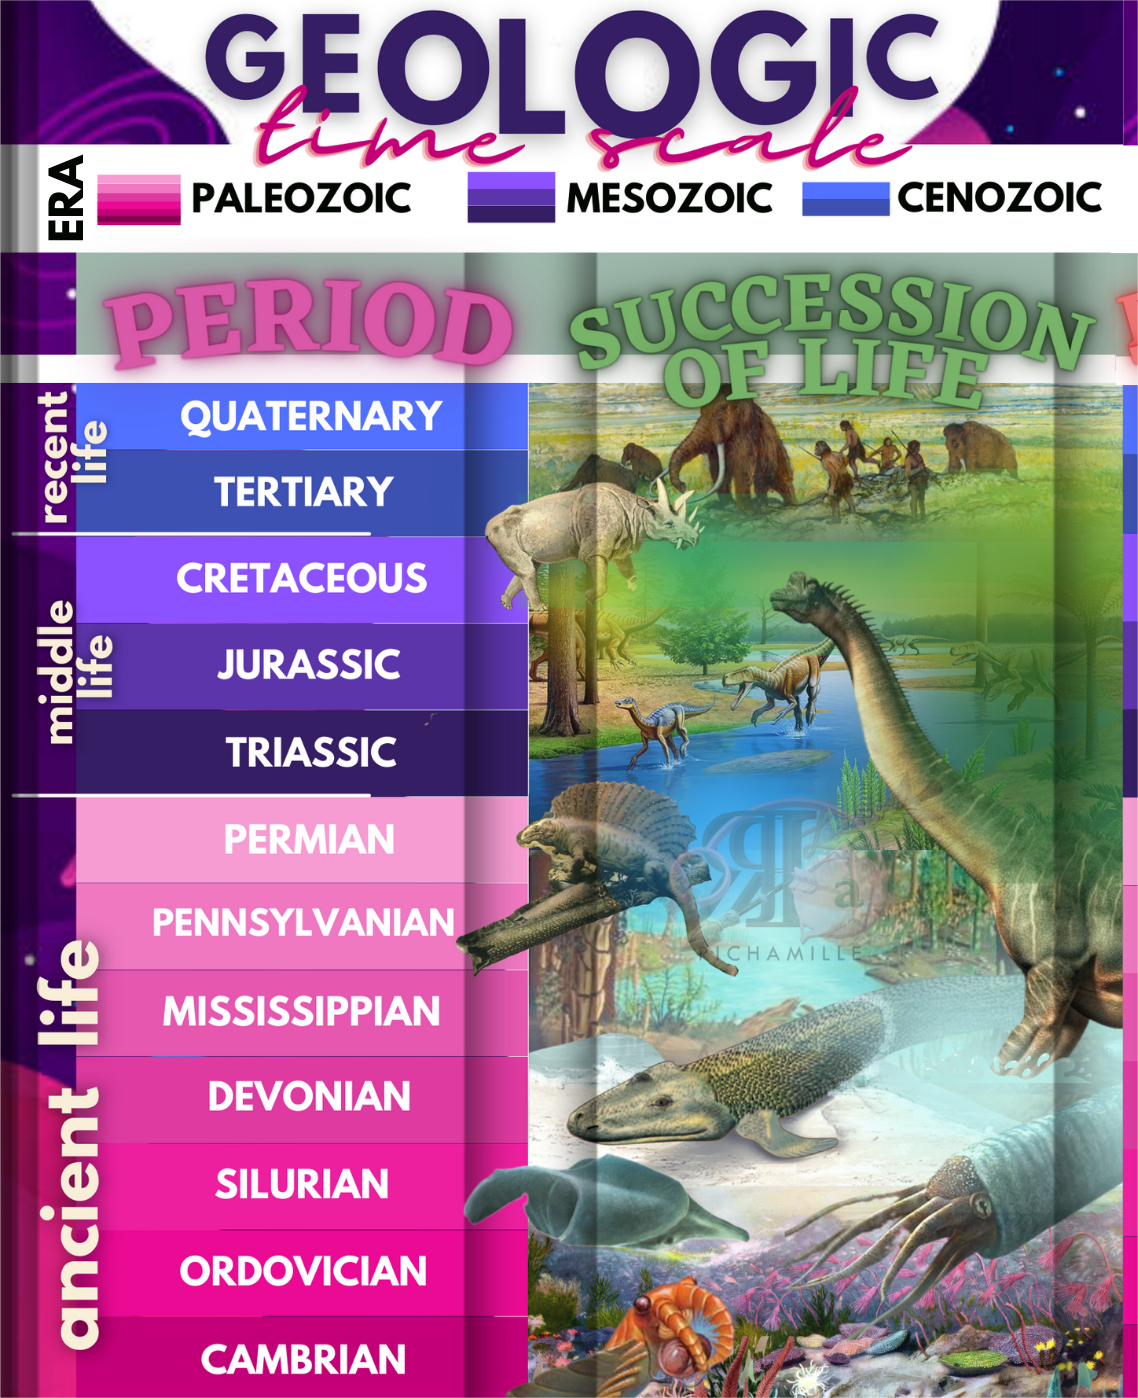 GEOLOGIC
time scale
ERA
PALEOZOIC
MESOZOIC
CENOZOIC
PERIOD
SUCCESSION
OF LIFE
recent
life
QUATERNARY
TERTIARY
middle
life
CRETACEOUS
JURASSIC
TRIASSIC
ancient life
PERMIAN
PENNSYLVANIAN
MISSISSIPPIAN
DEVONIAN
SILURIAN
ORDOVICIAN
CAMBRIAN
a
RICHAMILLE